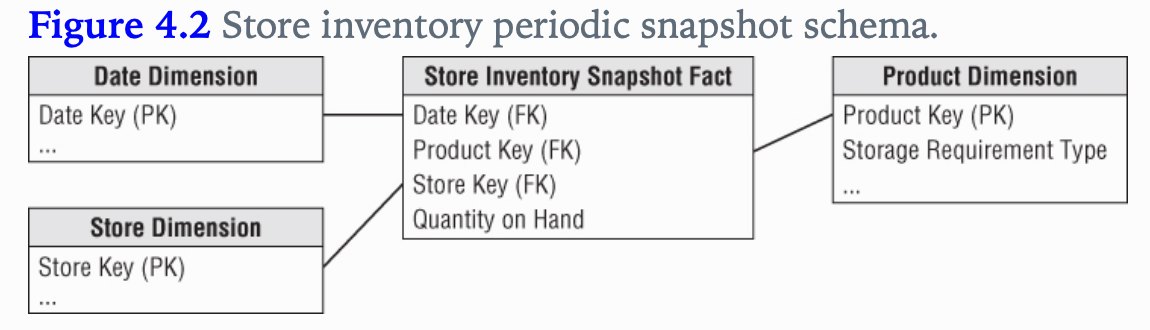 Figure 4.2 Store inventory periodic snapshot schema.
Date Dimension
Date Key (PK)
...
Store Dimension
Store Key (PK)
...
Store Inventory Snapshot Fact
Date Key (FK)
Product Key (FK)
Store Key (FK)
Quantity on Hand
Product Dimension
Product Key (PK)
Storage Requirement Type
...